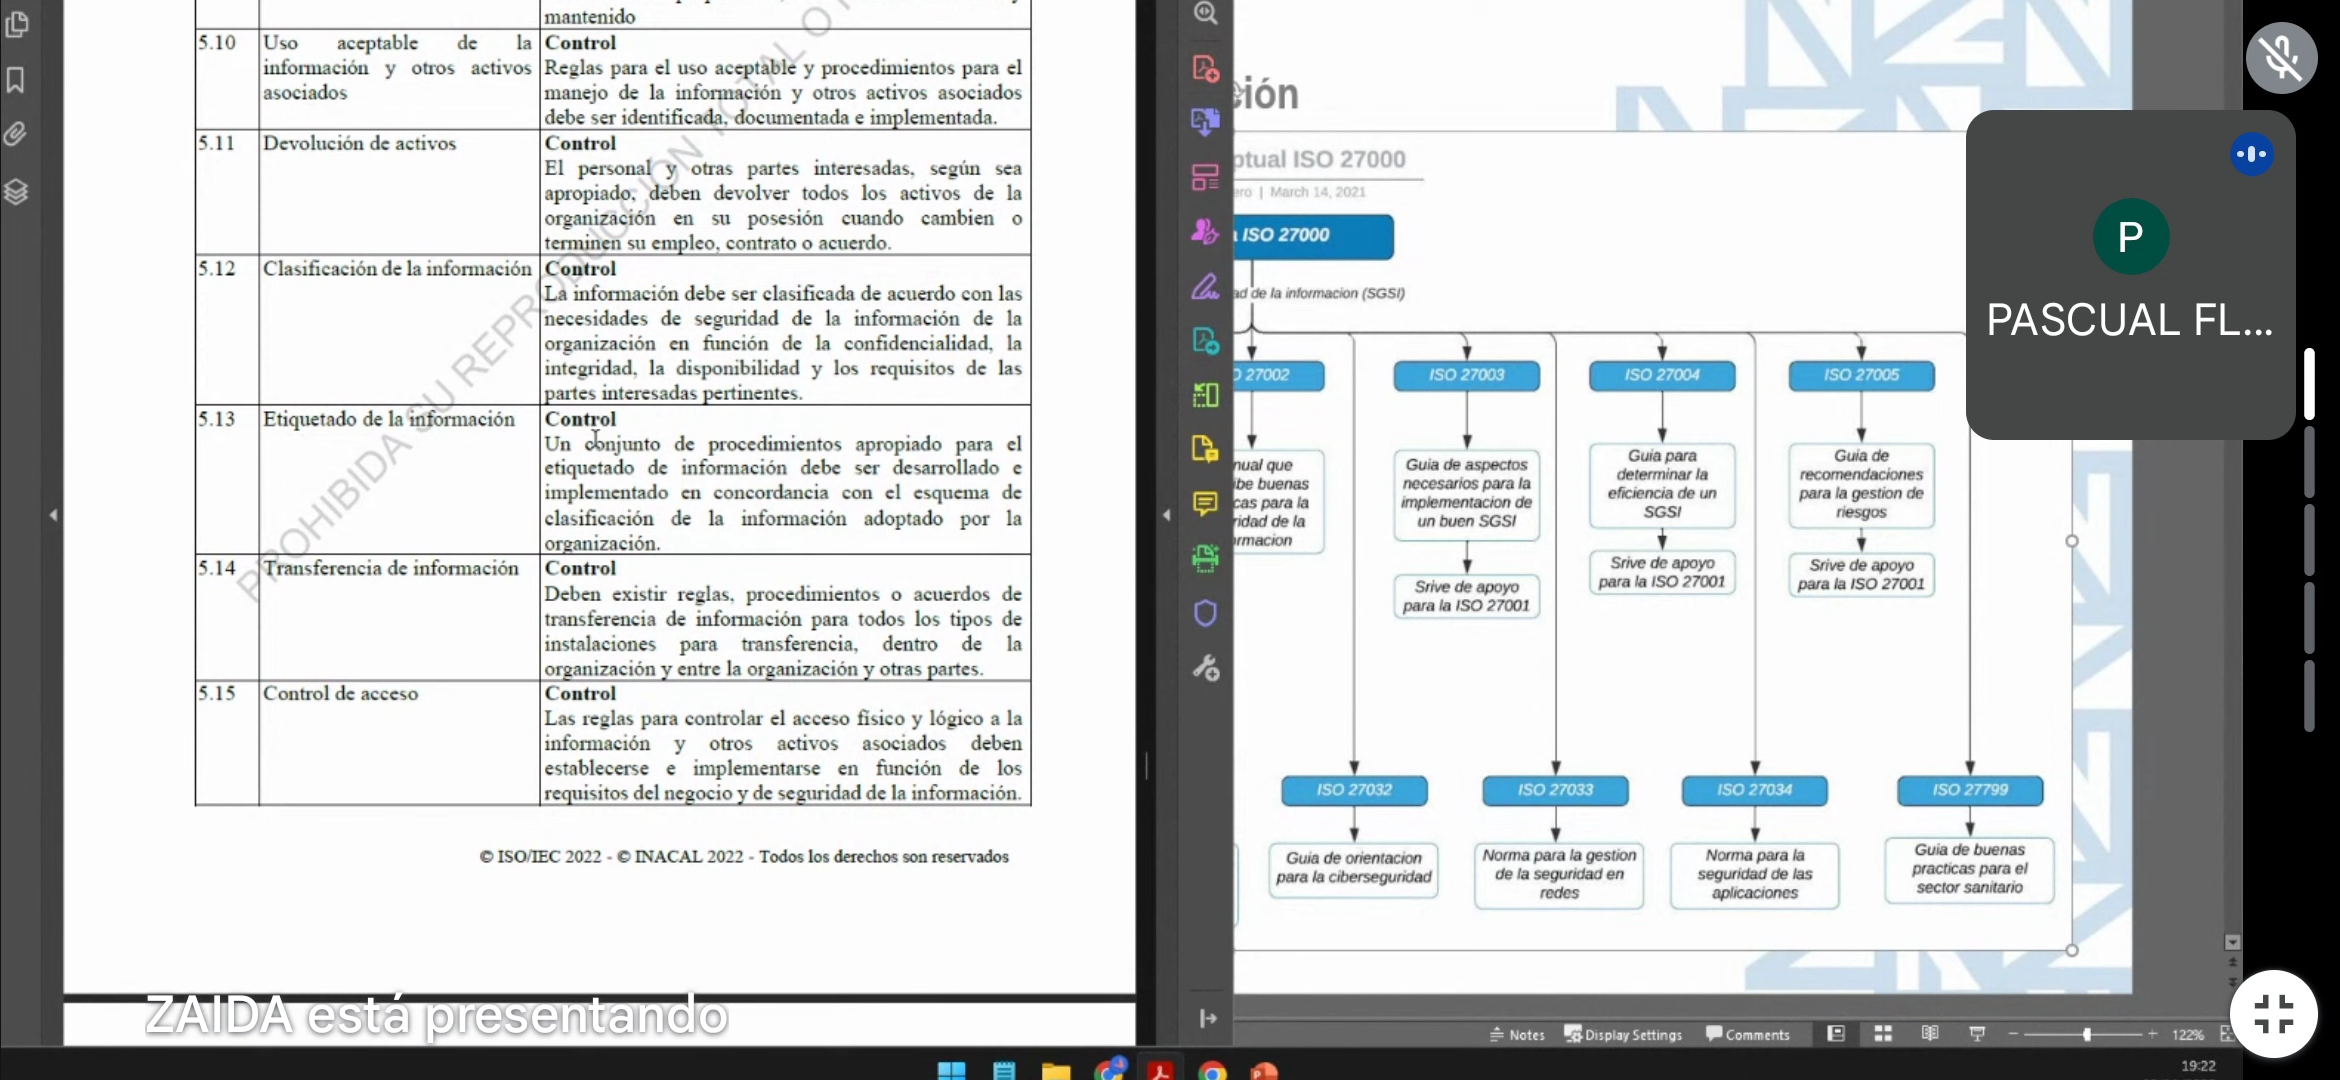 mantenido
5.10 Uso aceptable de la información y otros activos asociados
Control
Reglas para el uso aceptable y procedimientos para el
manejo de la información y otros activos asociados
debe ser identificada, documentada e implementada.
5.11 Devolución de activos
Control
El personal y otras partes interesadas, según sea
apropiado, deben devolver todos los activos de la
organización en su posesión cuando cambien o
terminen su empleo, contrato o acuerdo.
5.12 Clasificación de la información
Control
La información debe ser clasificada de acuerdo con las
necesidades de seguridad de la información de la
organización en función de la confidencialidad, la
integridad, la disponibilidad y los requisitos de las
partes interesadas pertinentes.
5.13 Etiquetado de la información
Control
Un conjunto de procedimientos apropiado para el
etiquetado de información debe ser desarrollado e
implementado en concordancia con el esquema de
clasificación de la información adoptado por la
organización.
5.14 Transferencia de información
Control
Deben existir reglas, procedimientos o acuerdos de
transferencia de información para todos los tipos de
instalaciones para transferencia, dentro de la
organización y entre la organización y otras partes.
5.15 Control de acceso
Control
Las reglas para controlar el acceso físico y lógico a la
información y otros activos asociados deben
establecerse e implementarse en función de los
requisitos del negocio y de seguridad de la información.
© ISO/IEC 2022 - © INACAL 2022 - Todos los derechos son reservados
PROHIBIDA SU REPRODUCCIÓN TOTAL O
ZAIDA está presentando
ción
ptual ISO 27000
ero | March 14, 2021
ISO 27000
ad de la informacion (SGSI)
27002
ISO 27003
ISO 27004
ISO 27005
nual que
ibe buenas
cas para la
ridad de la
rmacion
Guia de aspectos
necesarios para la
implementacion de
un buen SGSI
Srive de apoyo
para la ISO 27001
Guia para
determinar la
eficiencia de un
SGSI
Srive de apoyo
para la ISO 27001
Guia de
recomendaciones
para la gestion de
riesgos
Srive de apoyo
para la ISO 27001
ISO 27032
ISO 27033
ISO 27034
ISO 27799
Guia de orientacion
para la ciberseguridad
Norma para la gestion
de la seguridad en
redes
Norma para la
seguridad de las
aplicaciones
Guia de buenas
practicas para el
sector sanitario
P
PASCUAL FL...
Notes Display Settings Comments 122%
19:22